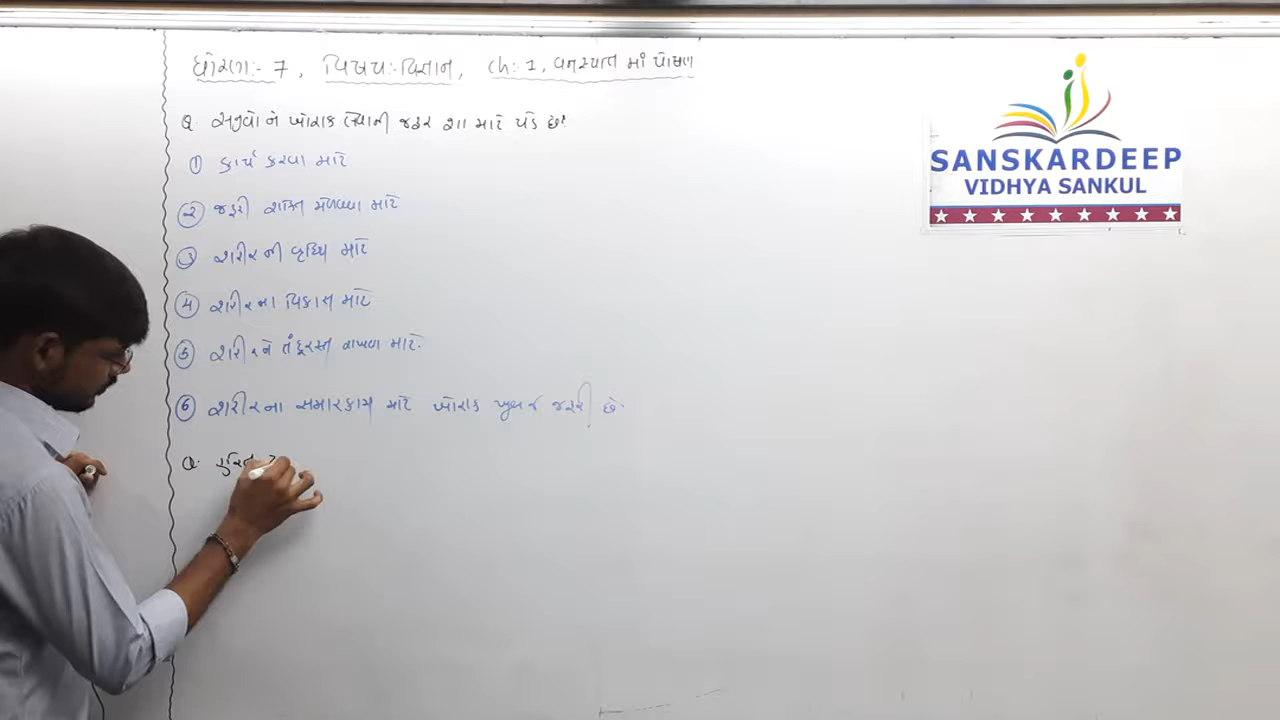 ધોરણ:- 7, વિષય:- વિજ્ઞાન, ch: 1, વનસ્પતિ માં પોષણ
Q. સજીવો ને ખોરાક લેવાની જરૂર શા માટે પડે છે?
① કાર્ય કરવા માટે
② જરૂરી શક્તિ મેળવવા માટે
③ શરીર ની વૃદ્ધિ માટે
④ શરીરના વિકાસ માટે
⑤ શરીરને તંદુરસ્ત રાખવા માટે.
⑥ શરીરના સમારકામ માટે ખોરાક ખુબ જ જરૂરી છે.
Q. હરિત
SANSKARDEEP
VIDHYA SANKUL